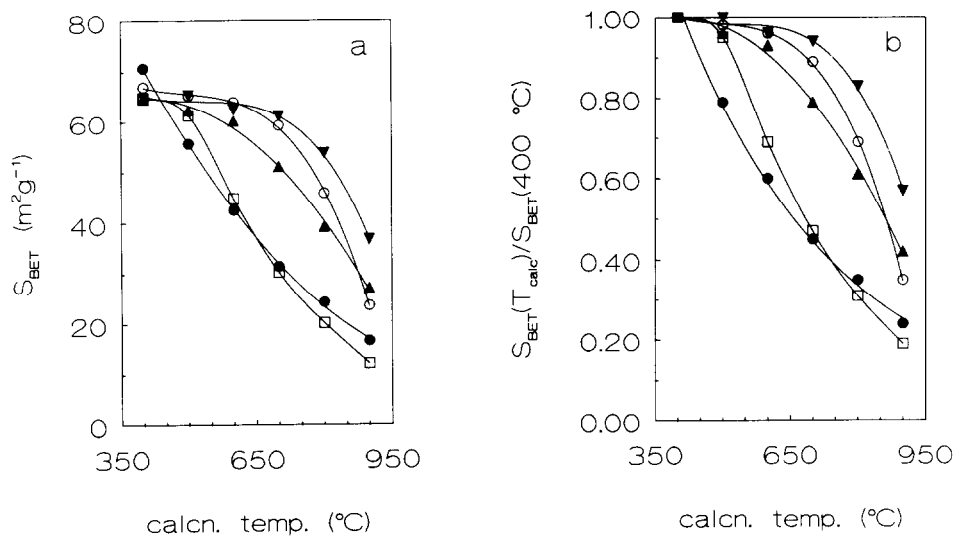 a
80
60
40
20
0
350
650
950
S_BET (m²g⁻¹)
calcn. temp. (°C)
b
1.00
0.80
0.60
0.40
0.20
0.00
350
650
950
S_BET(T_calc)/S_BET(400 °C)
calcn. temp. (°C)